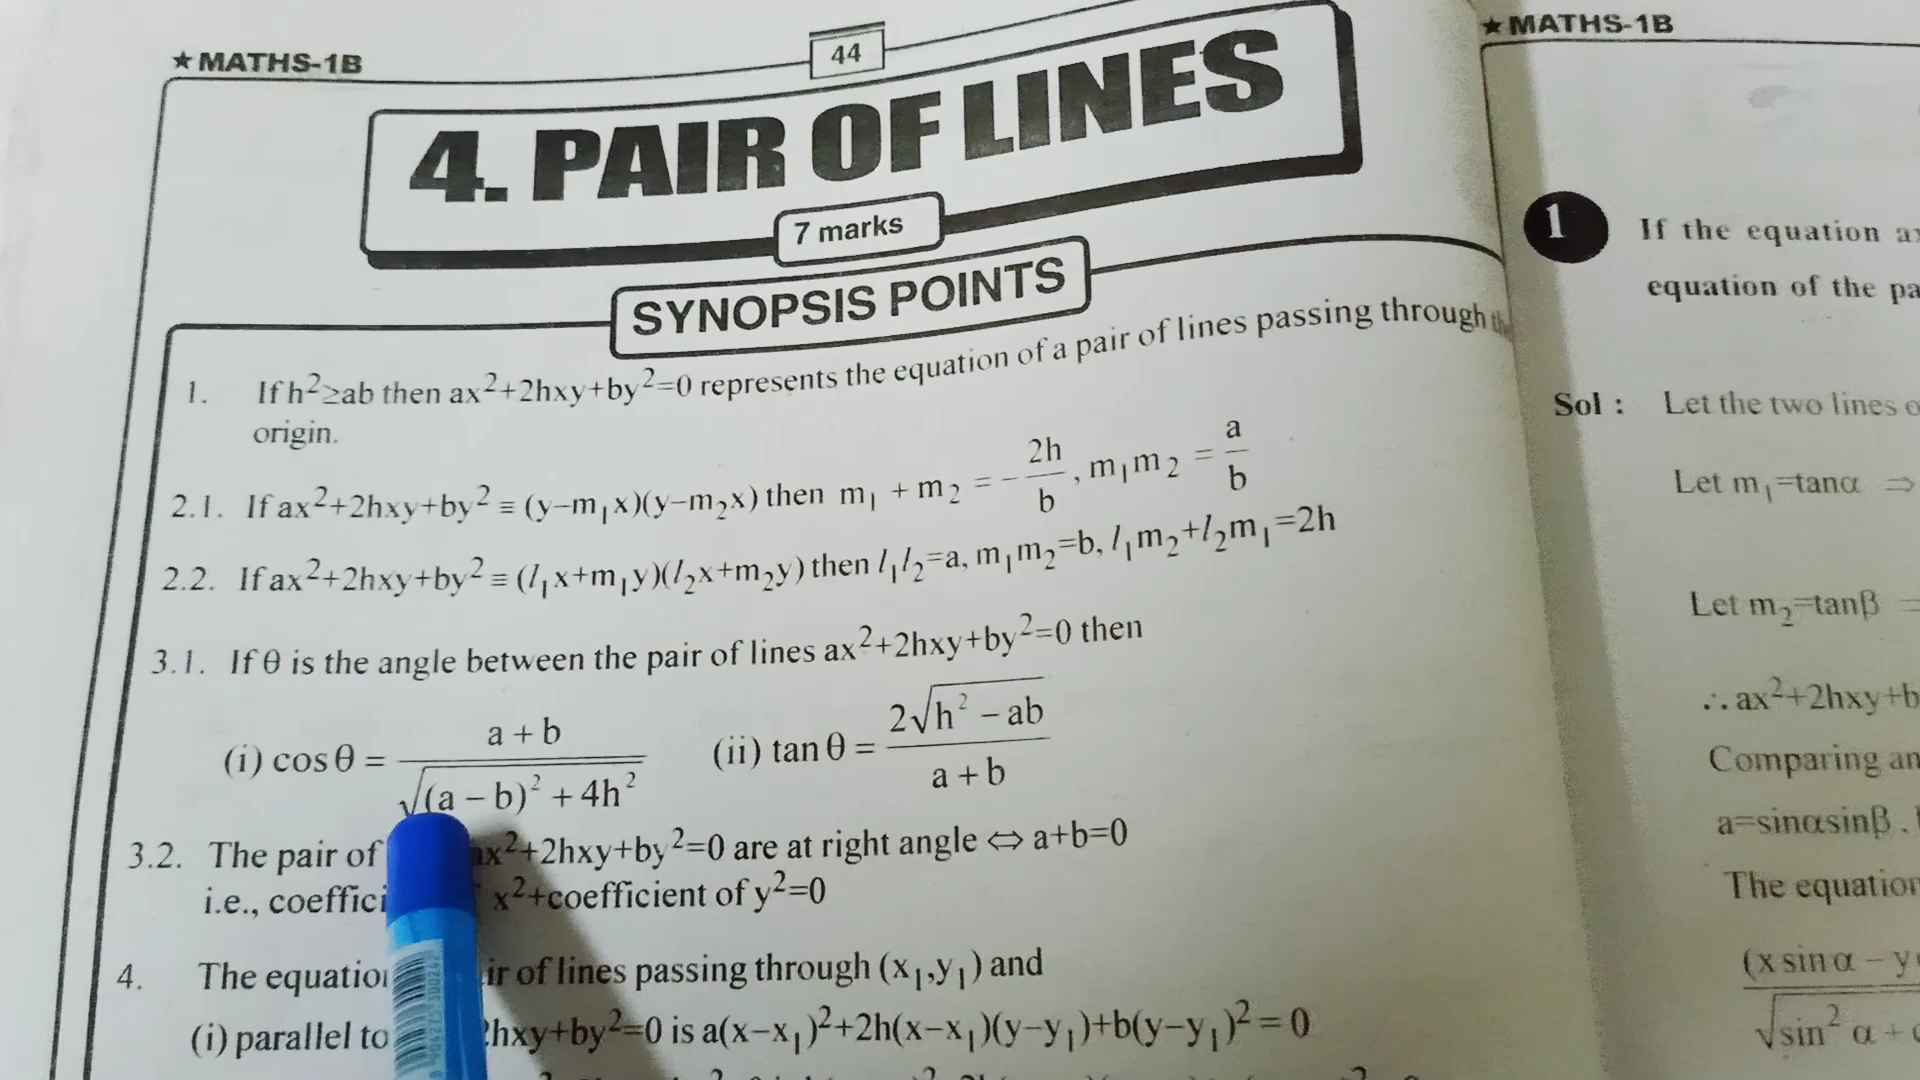 ★MATHS-1B
44
4. PAIR OF LINES
7 marks
SYNOPSIS POINTS
1. If h²≥ab then ax²+2hxy+by²=0 represents the equation of a pair of lines passing through
origin.
2.1. If ax²+2hxy+by² ≡ (y−m₁x)(y−m₂x) then m₁ + m₂ = −2h/b, m₁m₂ = a/b
2.2. If ax²+2hxy+by² ≡ (l₁x+m₁y)(l₂x+m₂y) then l₁l₂=a, m₁m₂=b, l₁m₂+l₂m₁=2h
3.1. If θ is the angle between the pair of lines ax²+2hxy+by²=0 then
(i) cosθ = (a + b)/√((a − b)² + 4h²) (ii) tanθ = 2√(h² − ab)/(a + b)
3.2. The pair of ax²+2hxy+by²=0 are at right angle ⇔ a+b=0
i.e., coeffici x²+coefficient of y²=0
4. The equation ir of lines passing through (x₁,y₁) and
(i) parallel to 2hxy+by²=0 is a(x−x₁)²+2h(x−x₁)(y−y₁)+b(y−y₁)² = 0
★MATHS-1B
1 If the equation ax
equation of the pa
Sol : Let the two lines o
Let m₁=tanα ⇒
Let m₂=tanβ =
∴ ax²+2hxy+b
Comparing an
a=sinαsinβ.
The equation
(x sin α − y
√sin² α +